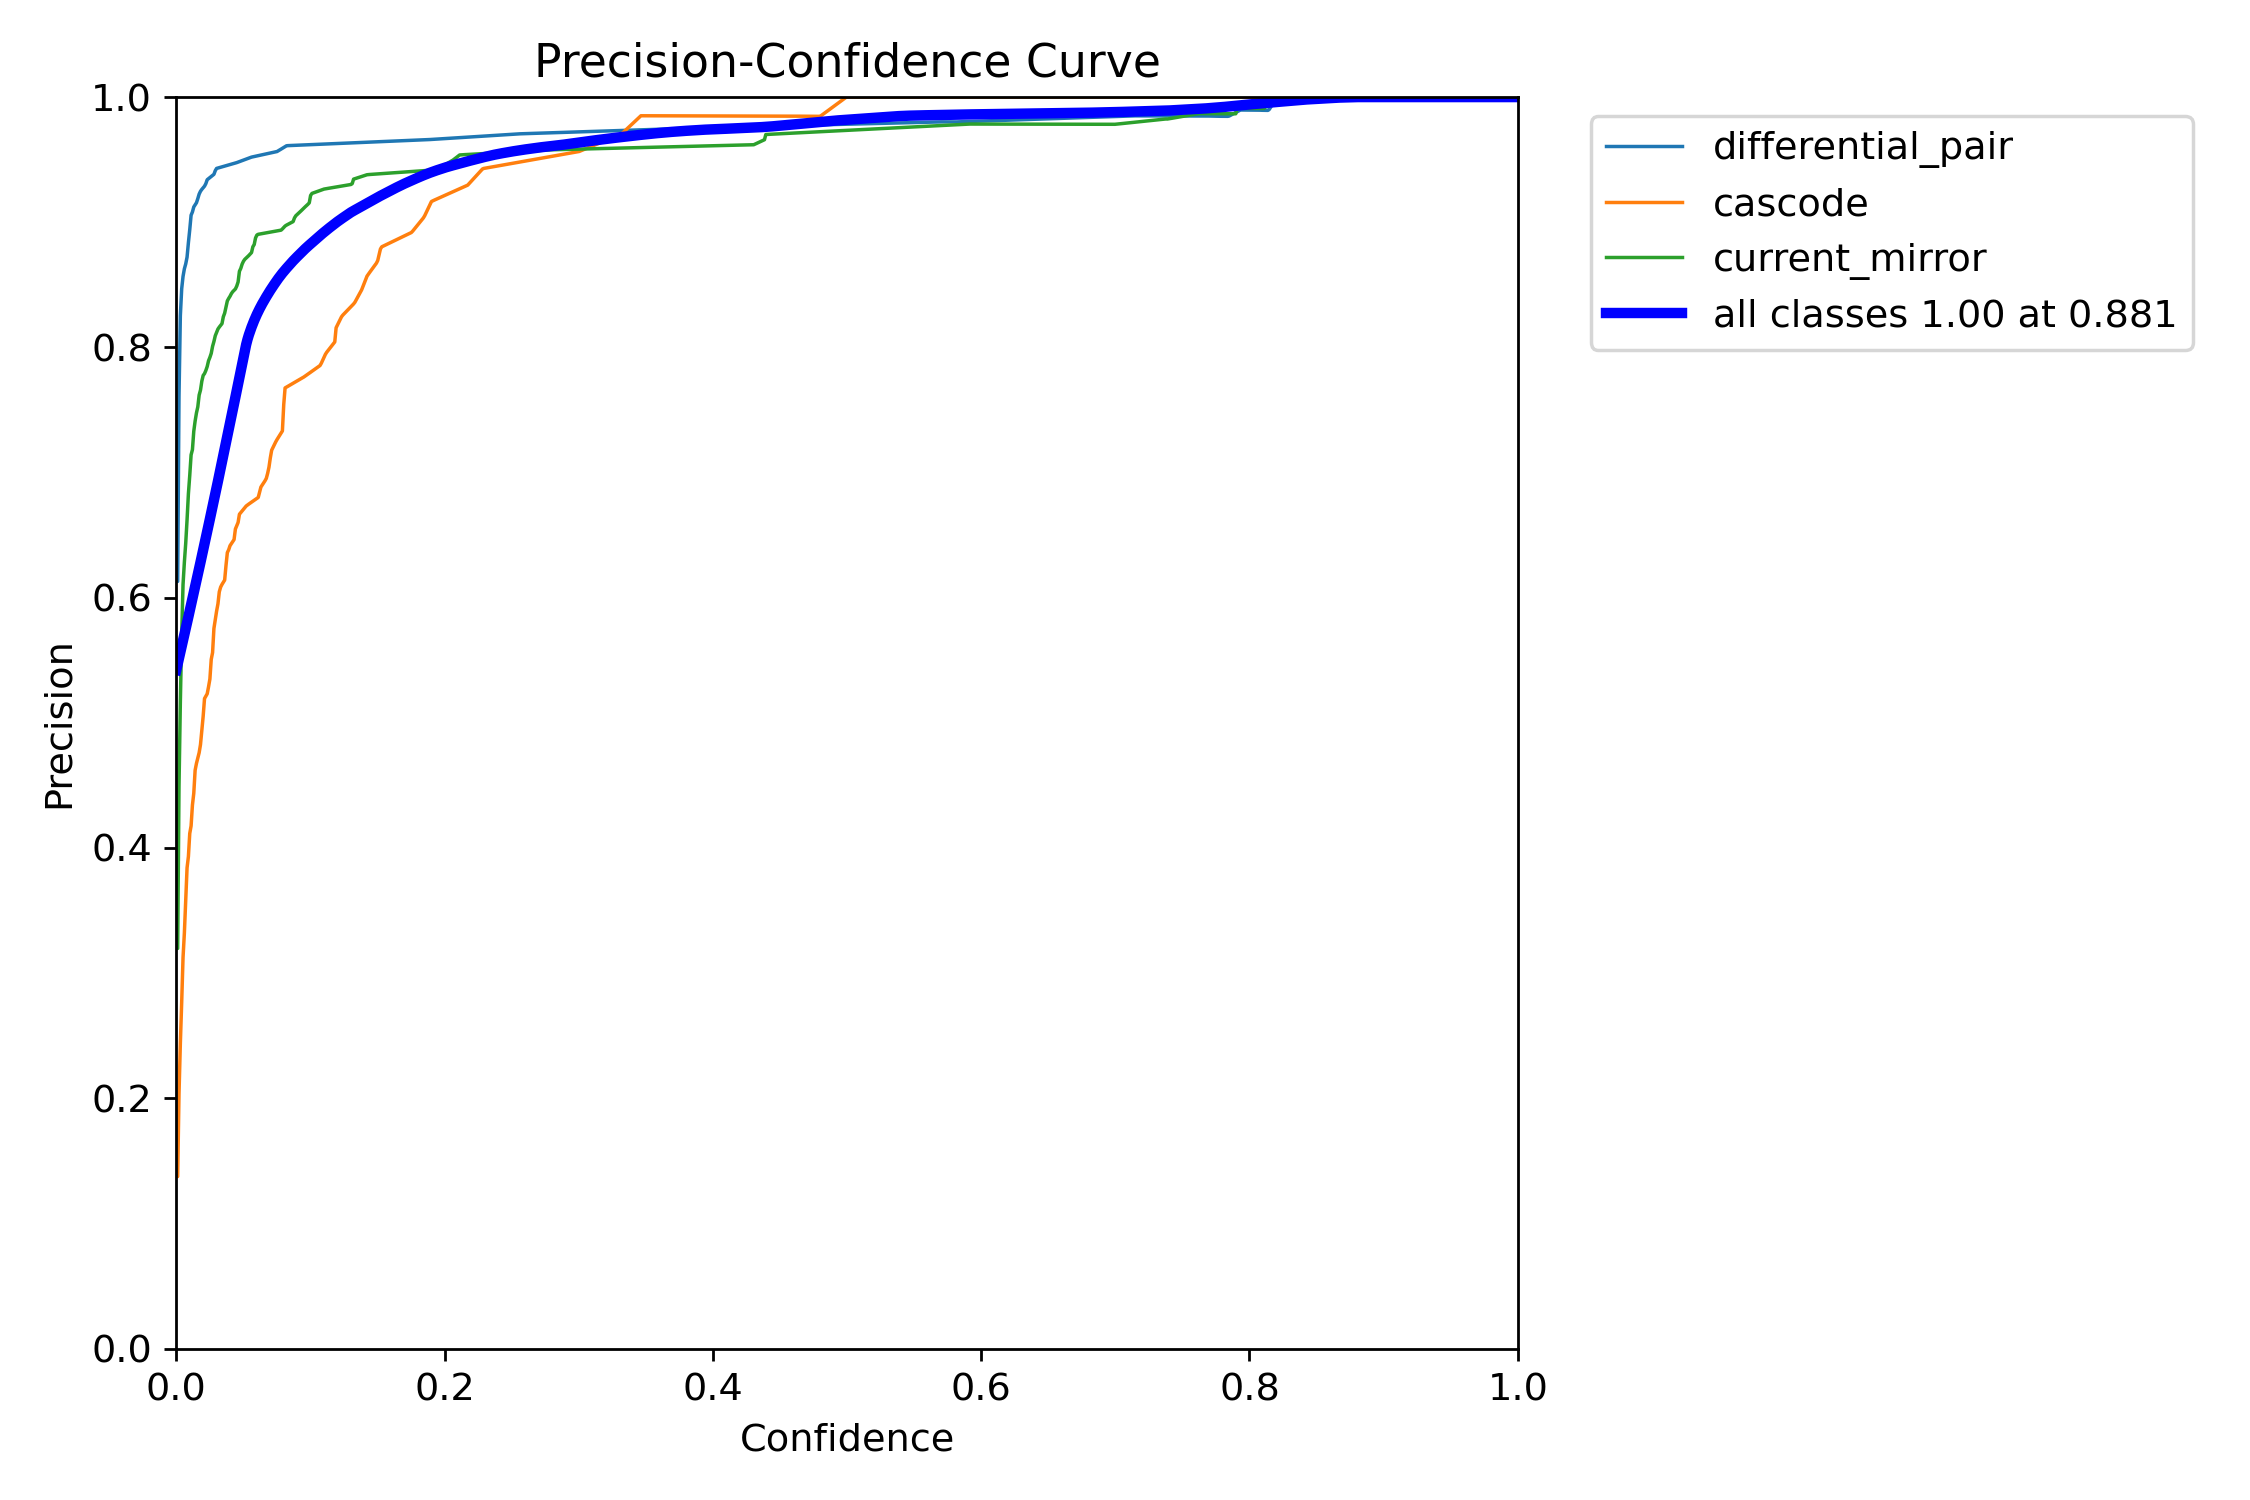 Precision-Confidence Curve
1.0
0.8
0.6
0.4
0.2
0.0
Precision
0.0 0.2 0.4 0.6 0.8 1.0
Confidence
differential_pair
cascode
current_mirror
all classes 1.00 at 0.881